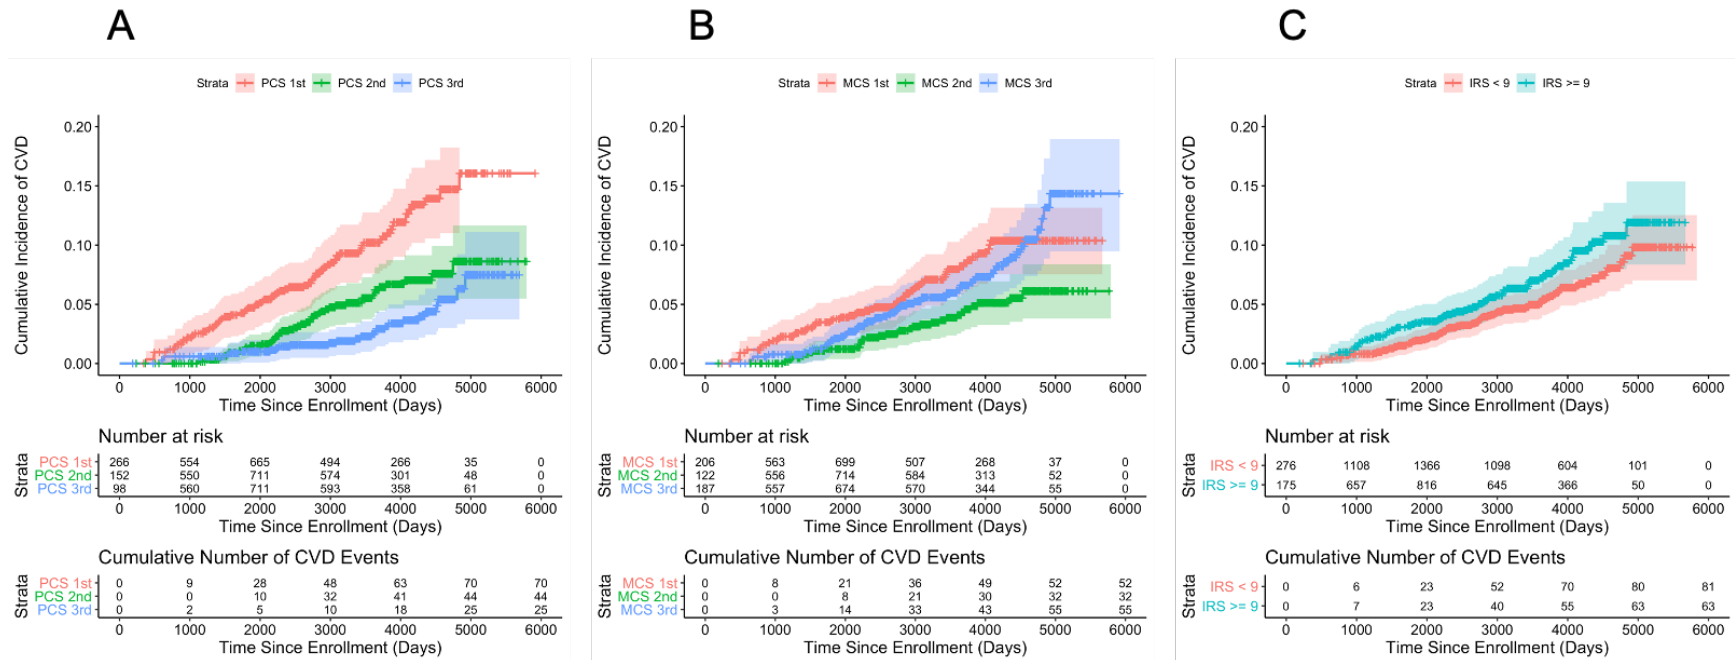 A
Strata PCS 1st PCS 2nd PCS 3rd
Cumulative Incidence of CVD
0.20
0.15
0.10
0.05
0.00
0 1000 2000 3000 4000 5000 6000
Time Since Enrollment (Days)
Number at risk
Strata
PCS 1st 266 554 665 494 266 35 0
PCS 2nd 152 550 711 574 301 48 0
PCS 3rd 98 560 711 593 358 61 0
0 1000 2000 3000 4000 5000 6000
Time Since Enrollment (Days)
Cumulative Number of CVD Events
Strata
PCS 1st 0 9 28 48 63 70 70
PCS 2nd 0 0 10 32 41 44 44
PCS 3rd 0 2 5 10 18 25 25
0 1000 2000 3000 4000 5000 6000
Time Since Enrollment (Days)
B
Strata MCS 1st MCS 2nd MCS 3rd
Cumulative Incidence of CVD
0.20
0.15
0.10
0.05
0.00
0 1000 2000 3000 4000 5000 6000
Time Since Enrollment (Days)
Number at risk
Strata
MCS 1st 206 563 699 507 268 37 0
MCS 2nd 122 556 714 584 313 52 0
MCS 3rd 187 557 674 570 344 55 0
0 1000 2000 3000 4000 5000 6000
Time Since Enrollment (Days)
Cumulative Number of CVD Events
Strata
MCS 1st 0 8 21 36 49 52 52
MCS 2nd 0 0 8 21 30 32 32
MCS 3rd 0 3 14 33 43 55 55
0 1000 2000 3000 4000 5000 6000
Time Since Enrollment (Days)
C
Strata IRS < 9 IRS >= 9
Cumulative Incidence of CVD
0.20
0.15
0.10
0.05
0.00
0 1000 2000 3000 4000 5000 6000
Time Since Enrollment (Days)
Number at risk
Strata
IRS < 9 276 1108 1366 1098 604 101 0
IRS >= 9 175 657 816 645 366 50 0
0 1000 2000 3000 4000 5000 6000
Time Since Enrollment (Days)
Cumulative Number of CVD Events
Strata
IRS < 9 0 6 23 52 70 80 81
IRS >= 9 0 7 23 40 55 63 63
0 1000 2000 3000 4000 5000 6000
Time Since Enrollment (Days)